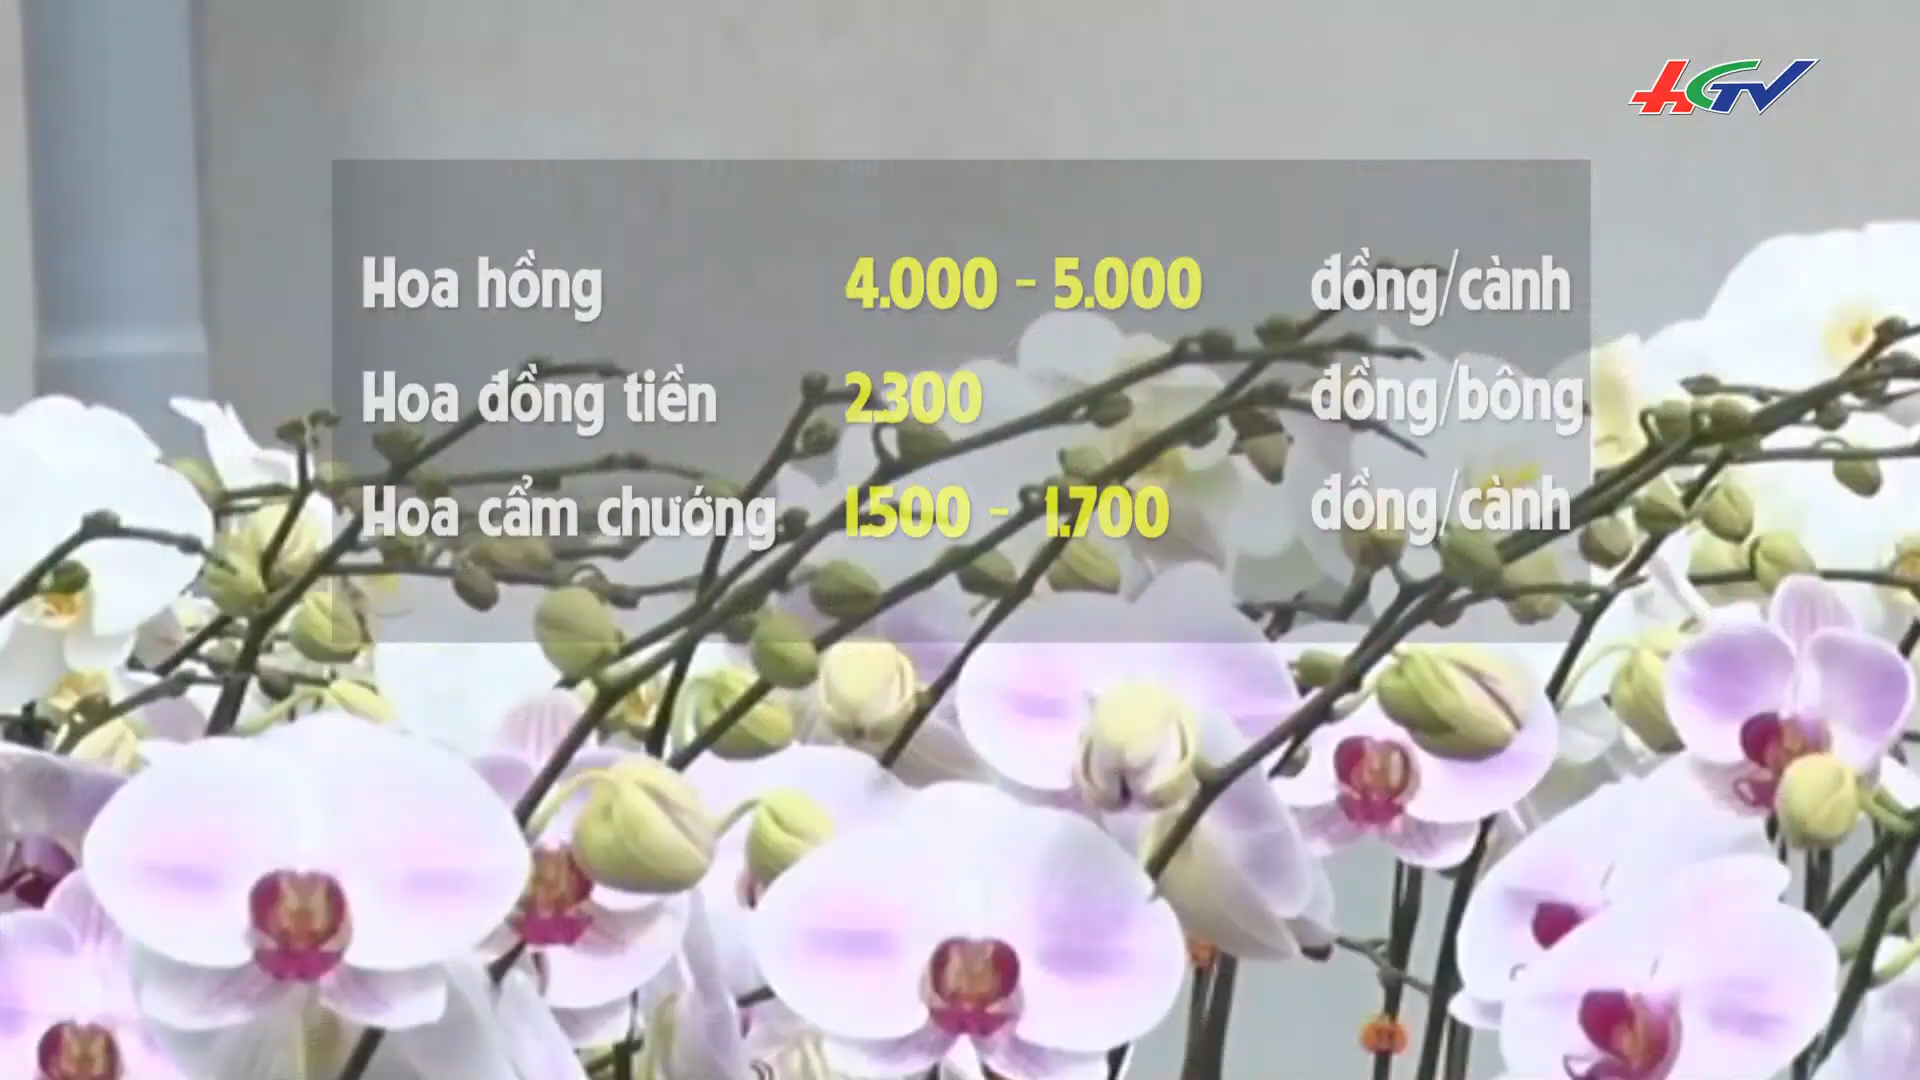 HGTV
Hoa hồng 4.000 - 5.000 đồng/cành
Hoa đồng tiền 2.300 đồng/bông
Hoa cẩm chướng 1.500 - 1.700 đồng/cành